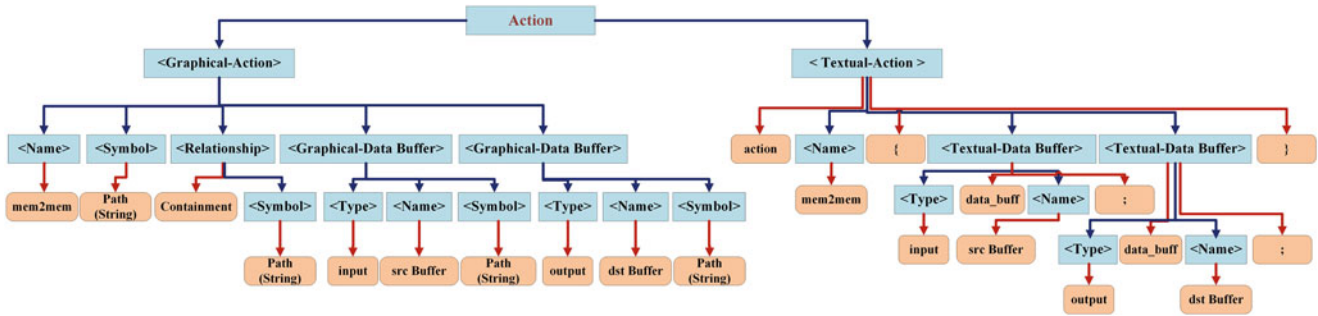 Action
<Graphical-Action>
< Textual-Action >
<Name>
<Symbol>
<Relationship>
<Graphical-Data Buffer>
<Graphical-Data Buffer>
action
<Name>
{
<Textual-Data Buffer>
<Textual-Data Buffer>
}
mem2mem
Path
(String)
Containment
<Symbol>
<Type>
<Name>
<Symbol>
<Type>
<Name>
<Symbol>
mem2mem
<Type>
data_buff
<Name>
;
Path
(String)
input
src Buffer
Path
(String)
output
dst Buffer
Path
(String)
input
src Buffer
<Type>
data_buff
<Name>
;
output
dst Buffer